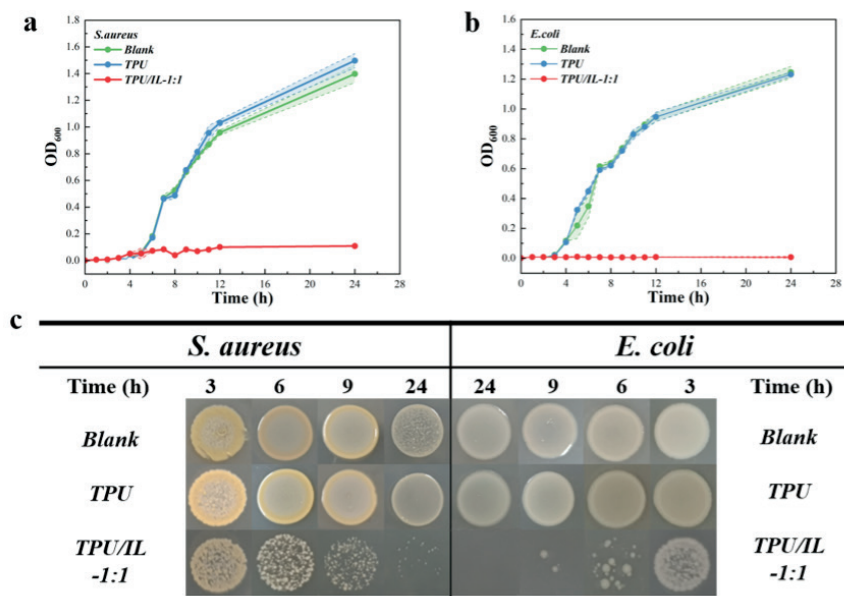 a
S.aureus
Blank
TPU
TPU/IL-1:1
OD600
1.6
1.4
1.2
1.0
0.8
0.6
0.4
0.2
0.0
0 4 8 12 16 20 24 28
Time (h)
b
E.coli
Blank
TPU
TPU/IL-1:1
OD600
1.6
1.4
1.2
1.0
0.8
0.6
0.4
0.2
0.0
0 4 8 12 16 20 24 28
Time (h)
c
S. aureus E. coli
Time (h) 3 6 9 24 24 9 6 3 Time (h)
Blank Blank
TPU TPU
TPU/IL TPU/IL
-1:1 -1:1